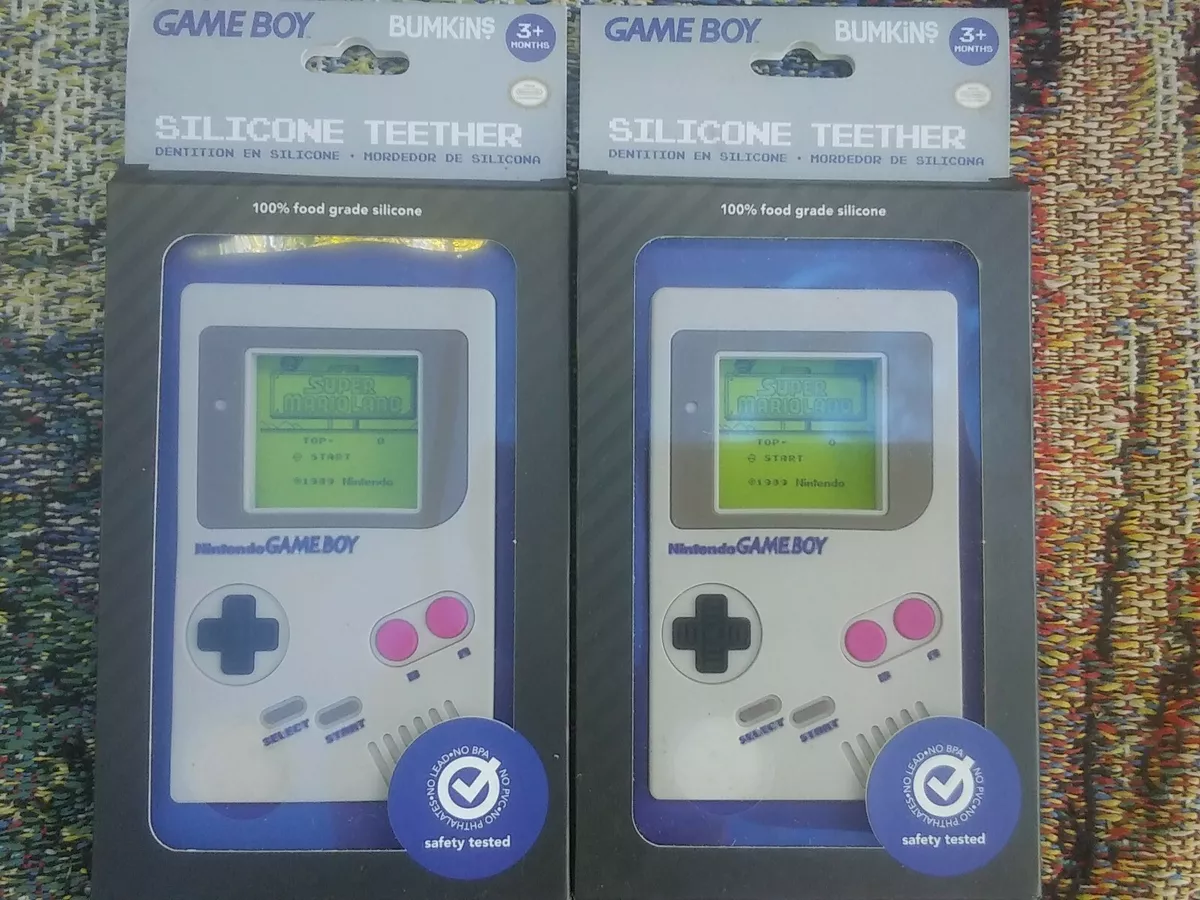 GAME BOY
BUMKiNS
3+
MONTHS
SILICONE TEETHER
DENTITION EN SILICONE • MORDEDOR DE SILICONA
100% food grade silicone
SUPER
MARIO LAND
TOP- 0
START
©1989 Nintendo
Nintendo GAME BOY
SELECT
START
NO LEAD•NO BPA•NO PVC•NO PHTHALATES•
safety tested
GAME BOY
BUMKiNS
3+
MONTHS
SILICONE TEETHER
DENTITION EN SILICONE • MORDEDOR DE SILICONA
100% food grade silicone
SUPER
MARIO LAND
TOP- 0
START
©1989 Nintendo
Nintendo GAME BOY
SELECT
START
NO LEAD•NO BPA•NO PVC•NO PHTHALATES•
safety tested